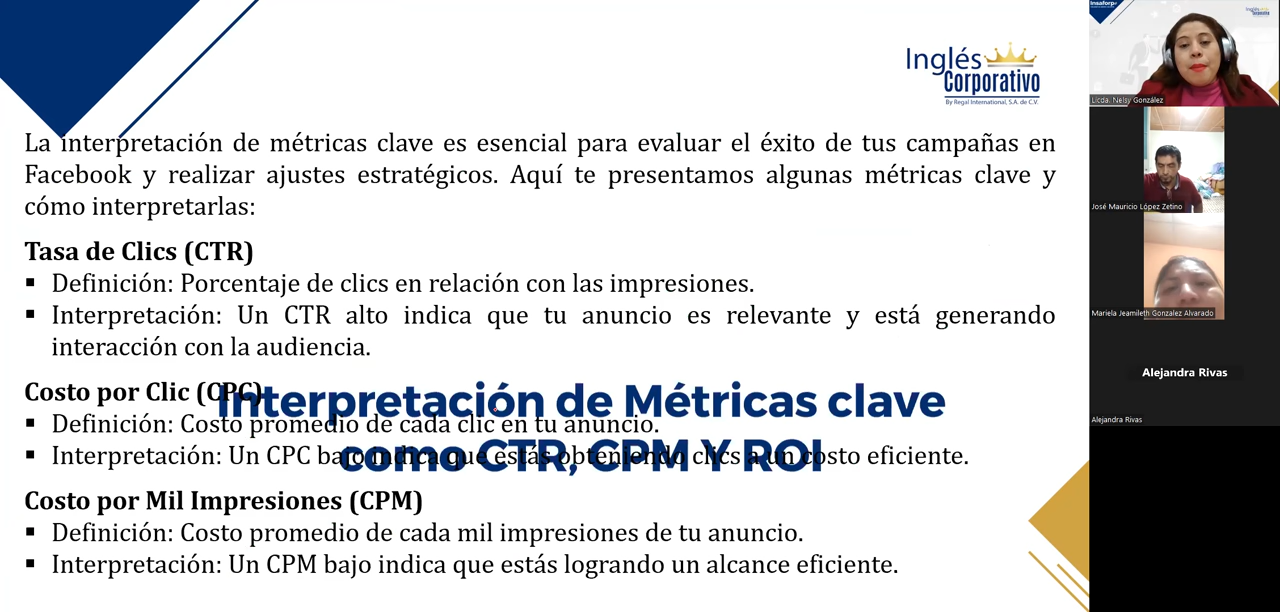 Inglés
Corporativo
By Regal International, S.A. de C.V.
La interpretación de métricas clave es esencial para evaluar el éxito de tus campañas en
Facebook y realizar ajustes estratégicos. Aquí te presentamos algunas métricas clave y
cómo interpretarlas:
Tasa de Clics (CTR)
▪ Definición: Porcentaje de clics en relación con las impresiones.
▪ Interpretación: Un CTR alto indica que tu anuncio es relevante y está generando
interacción con la audiencia.
Costo por Clic (CPC)
▪ Definición: Costo promedio de cada clic en tu anuncio.
▪ Interpretación: Un CPC bajo indica que estás obteniendo clics a un costo eficiente.
Interpretación de Métricas clave
como CTR, CPM Y ROI
Costo por Mil Impresiones (CPM)
▪ Definición: Costo promedio de cada mil impresiones de tu anuncio.
▪ Interpretación: Un CPM bajo indica que estás logrando un alcance eficiente.
Insaforp
Licda. Nelsy González
José Mauricio López Zetino
Mariela Jeamileth Gonzalez Alvarado
Alejandra Rivas
Alejandra Rivas